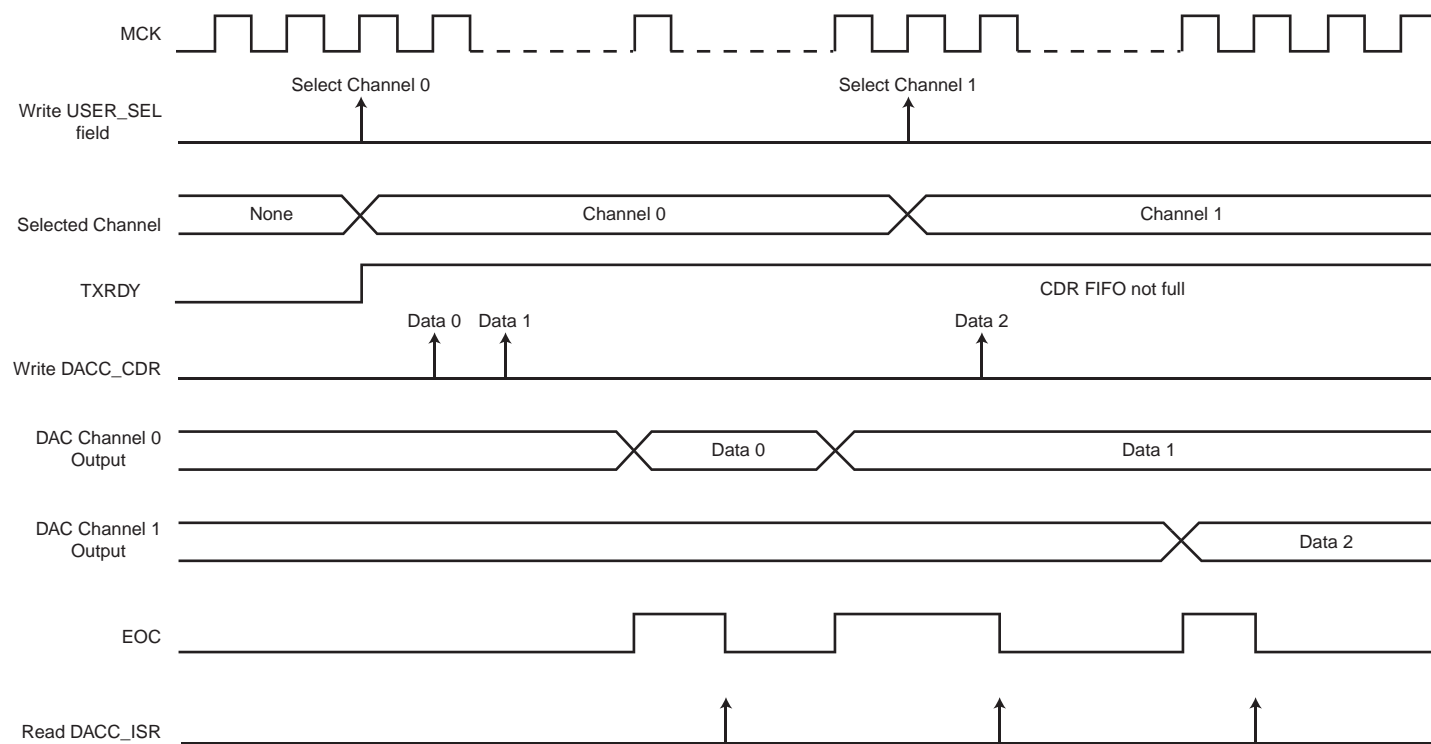 MCK
Select Channel 0
Select Channel 1
Write USER_SEL
field
Selected Channel
None
Channel 0
Channel 1
TXRDY
CDR FIFO not full
Data 0
Data 1
Data 2
Write DACC_CDR
DAC Channel 0
Output
Data 0
Data 1
DAC Channel 1
Output
Data 2
EOC
Read DACC_ISR